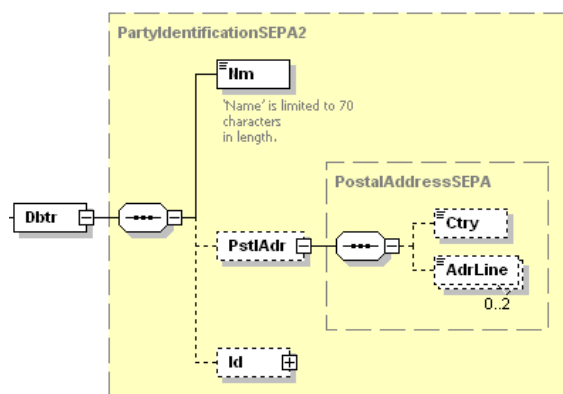 PartyIdentificationSEPA2
Nm
'Name' is limited to 70
characters
in length.
PostalAddressSEPA
Dbtr
Ctry
PstlAdr
AdrLine
0..2
Id